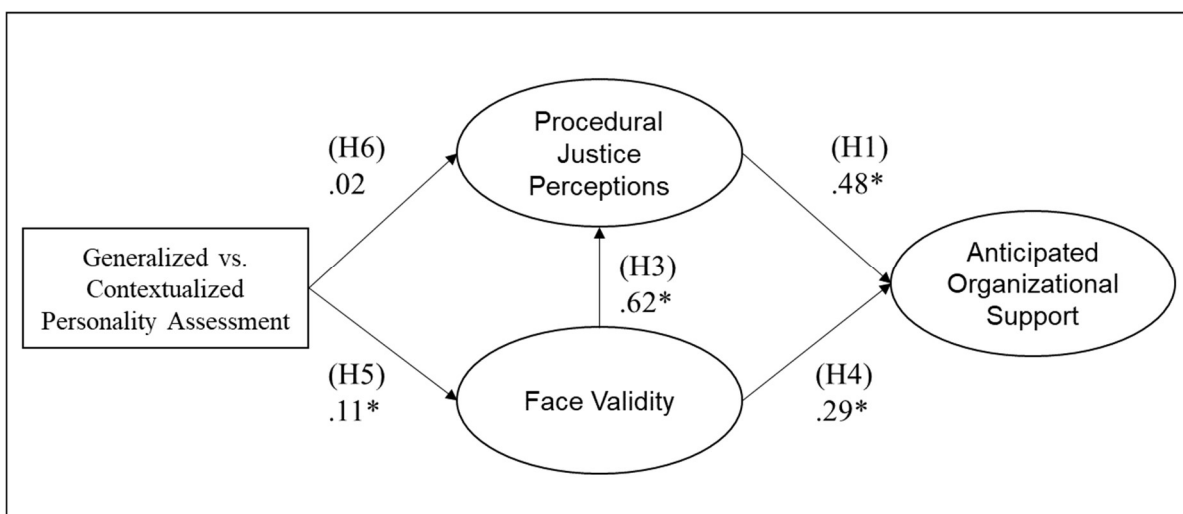 Procedural
Justice
Perceptions
(H6)
.02
(H1)
.48*
Generalized vs.
Contextualized
Personality Assessment
(H3)
.62*
Anticipated
Organizational
Support
(H5)
.11*
Face Validity
(H4)
.29*